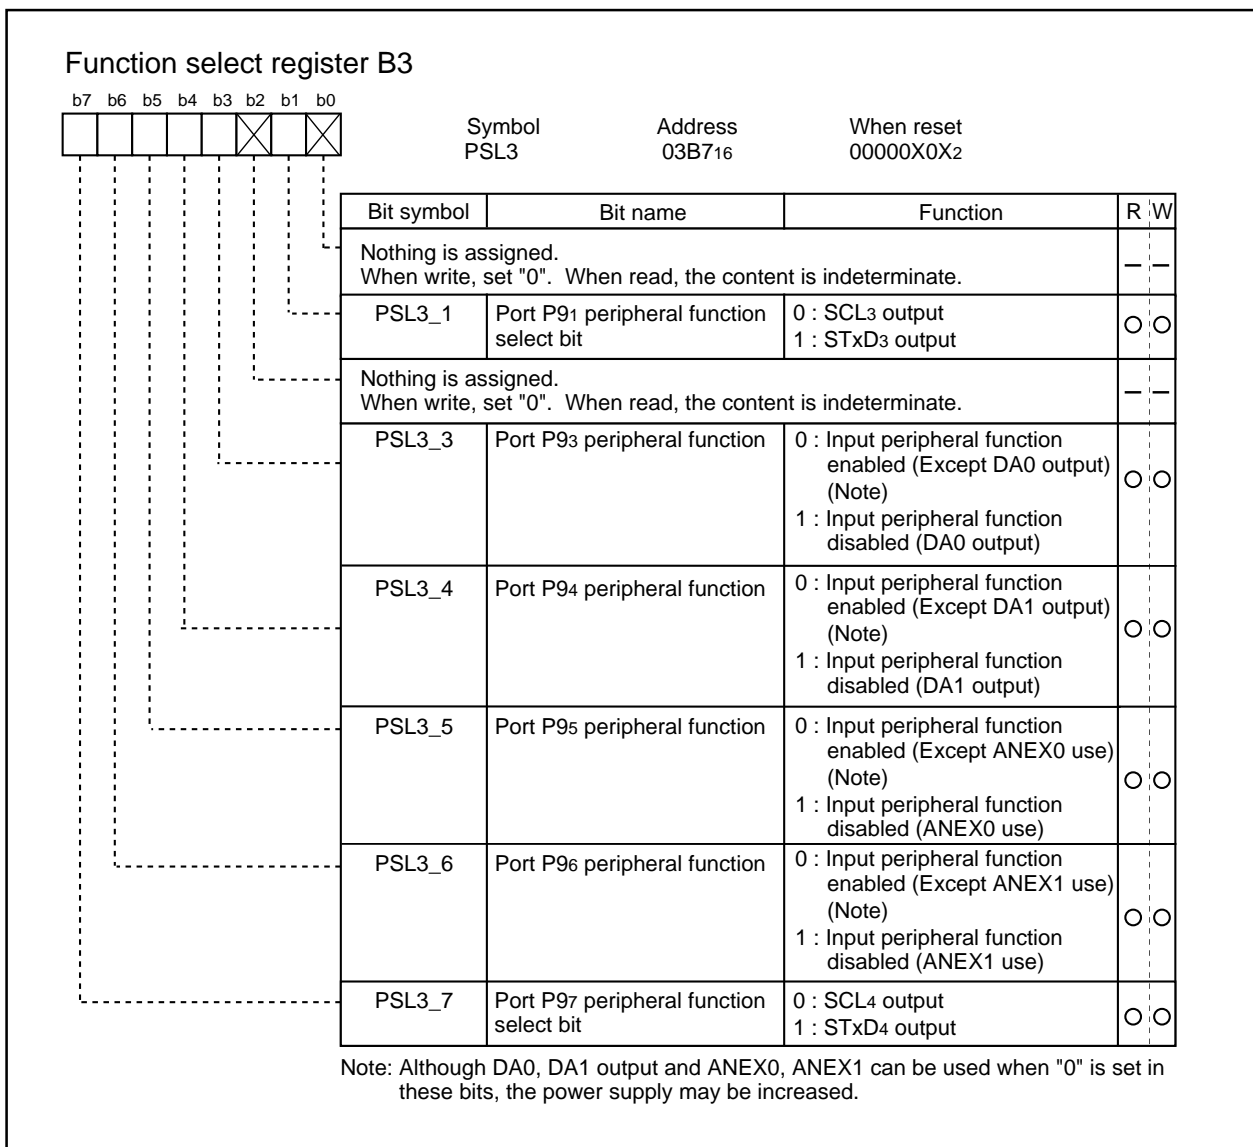 Function select register B3
b7 b6 b5 b4 b3 b2 b1 b0
Symbol Address When reset
PSL3 03B716 00000X0X2
Bit symbol Bit name Function R W
Nothing is assigned.
When write, set "0". When read, the content is indeterminate. – –
PSL3_1 Port P91 peripheral function 0 : SCL3 output
select bit 1 : STxD3 output
Nothing is assigned.
When write, set "0". When read, the content is indeterminate. – –
PSL3_3 Port P93 peripheral function 0 : Input peripheral function
enabled (Except DA0 output)
(Note)
1 : Input peripheral function
disabled (DA0 output)
PSL3_4 Port P94 peripheral function 0 : Input peripheral function
enabled (Except DA1 output)
(Note)
1 : Input peripheral function
disabled (DA1 output)
PSL3_5 Port P95 peripheral function 0 : Input peripheral function
enabled (Except ANEX0 use)
(Note)
1 : Input peripheral function
disabled (ANEX0 use)
PSL3_6 Port P96 peripheral function 0 : Input peripheral function
enabled (Except ANEX1 use)
(Note)
1 : Input peripheral function
disabled (ANEX1 use)
PSL3_7 Port P97 peripheral function 0 : SCL4 output
select bit 1 : STxD4 output
Note: Although DA0, DA1 output and ANEX0, ANEX1 can be used when "0" is set in
these bits, the power supply may be increased.